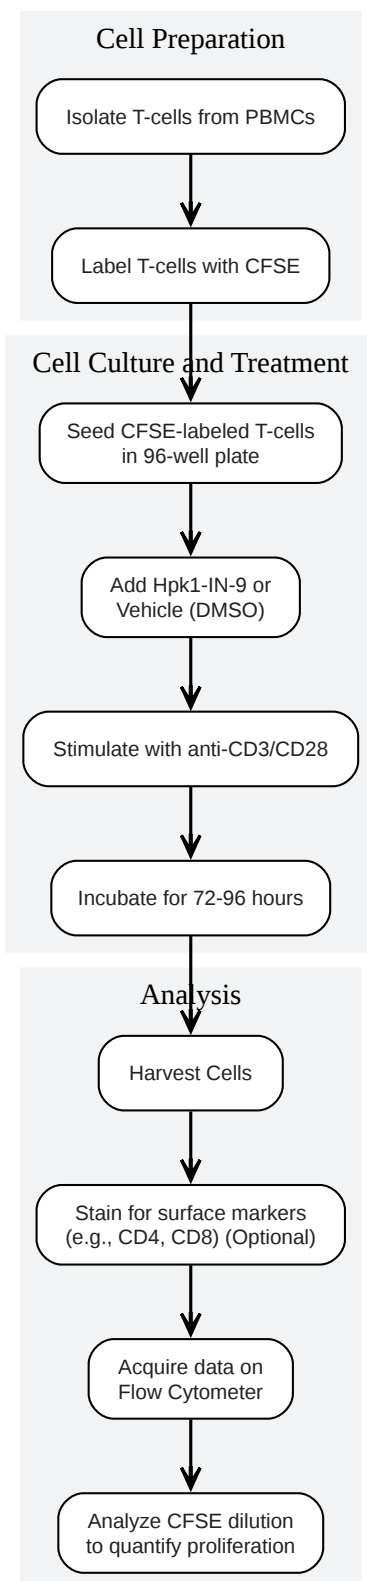 Cell Preparation
Isolate T-cells from PBMCs
Label T-cells with CFSE
Cell Culture and Treatment
Seed CFSE-labeled T-cells
in 96-well plate
Add Hpk1-IN-9 or
Vehicle (DMSO)
Stimulate with anti-CD3/CD28
Incubate for 72-96 hours
Analysis
Harvest Cells
Stain for surface markers
(e.g., CD4, CD8) (Optional)
Acquire data on
Flow Cytometer
Analyze CFSE dilution
to quantify proliferation